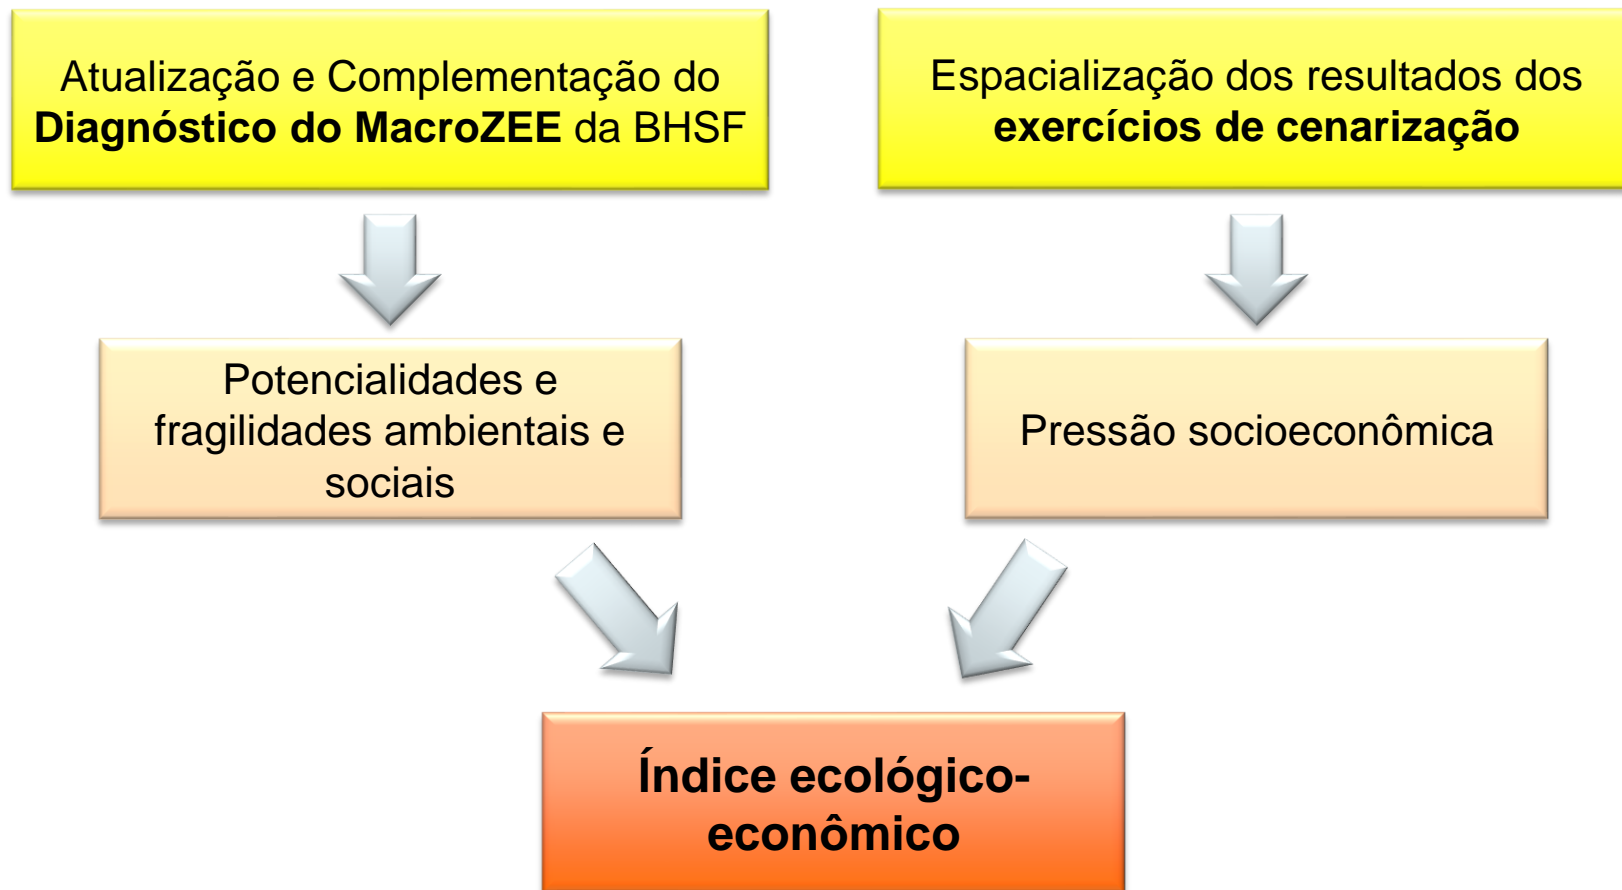 Atualização e Complementação do
Diagnóstico do MacroZEE da BHSF
Espacialização dos resultados dos
exercícios de cenarização
Potencialidades e
fragilidades ambientais e
sociais
Pressão socioeconômica
Índice ecológico-
econômico